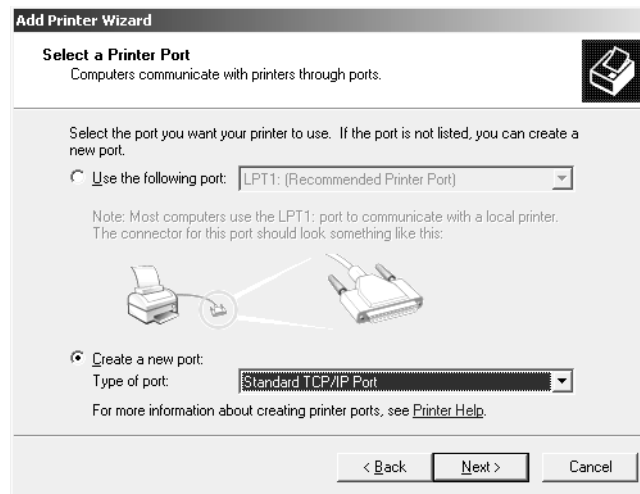 Add Printer Wizard
Select a Printer Port
Computers communicate with printers through ports.
Select the port you want your printer to use.  If the port is not listed, you can create a
new port.
Use the following port: LPT1: (Recommended Printer Port)
Note: Most computers use the LPT1: port to communicate with a local printer.
The connector for this port should look something like this:
Create a new port:
Type of port: Standard TCP/IP Port
For more information about creating printer ports, see Printer Help.
< Back Next > Cancel